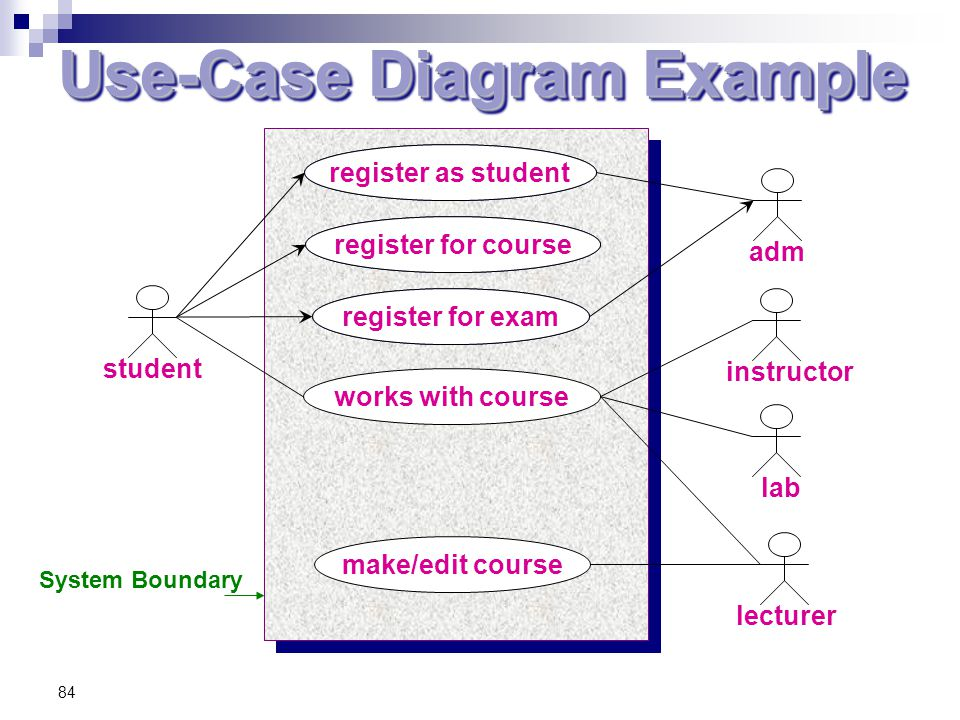 Use-Case Diagram Example
register as student
adm
register for course
register for exam
student
instructor
works with course
lab
make/edit course
System Boundary
lecturer
84